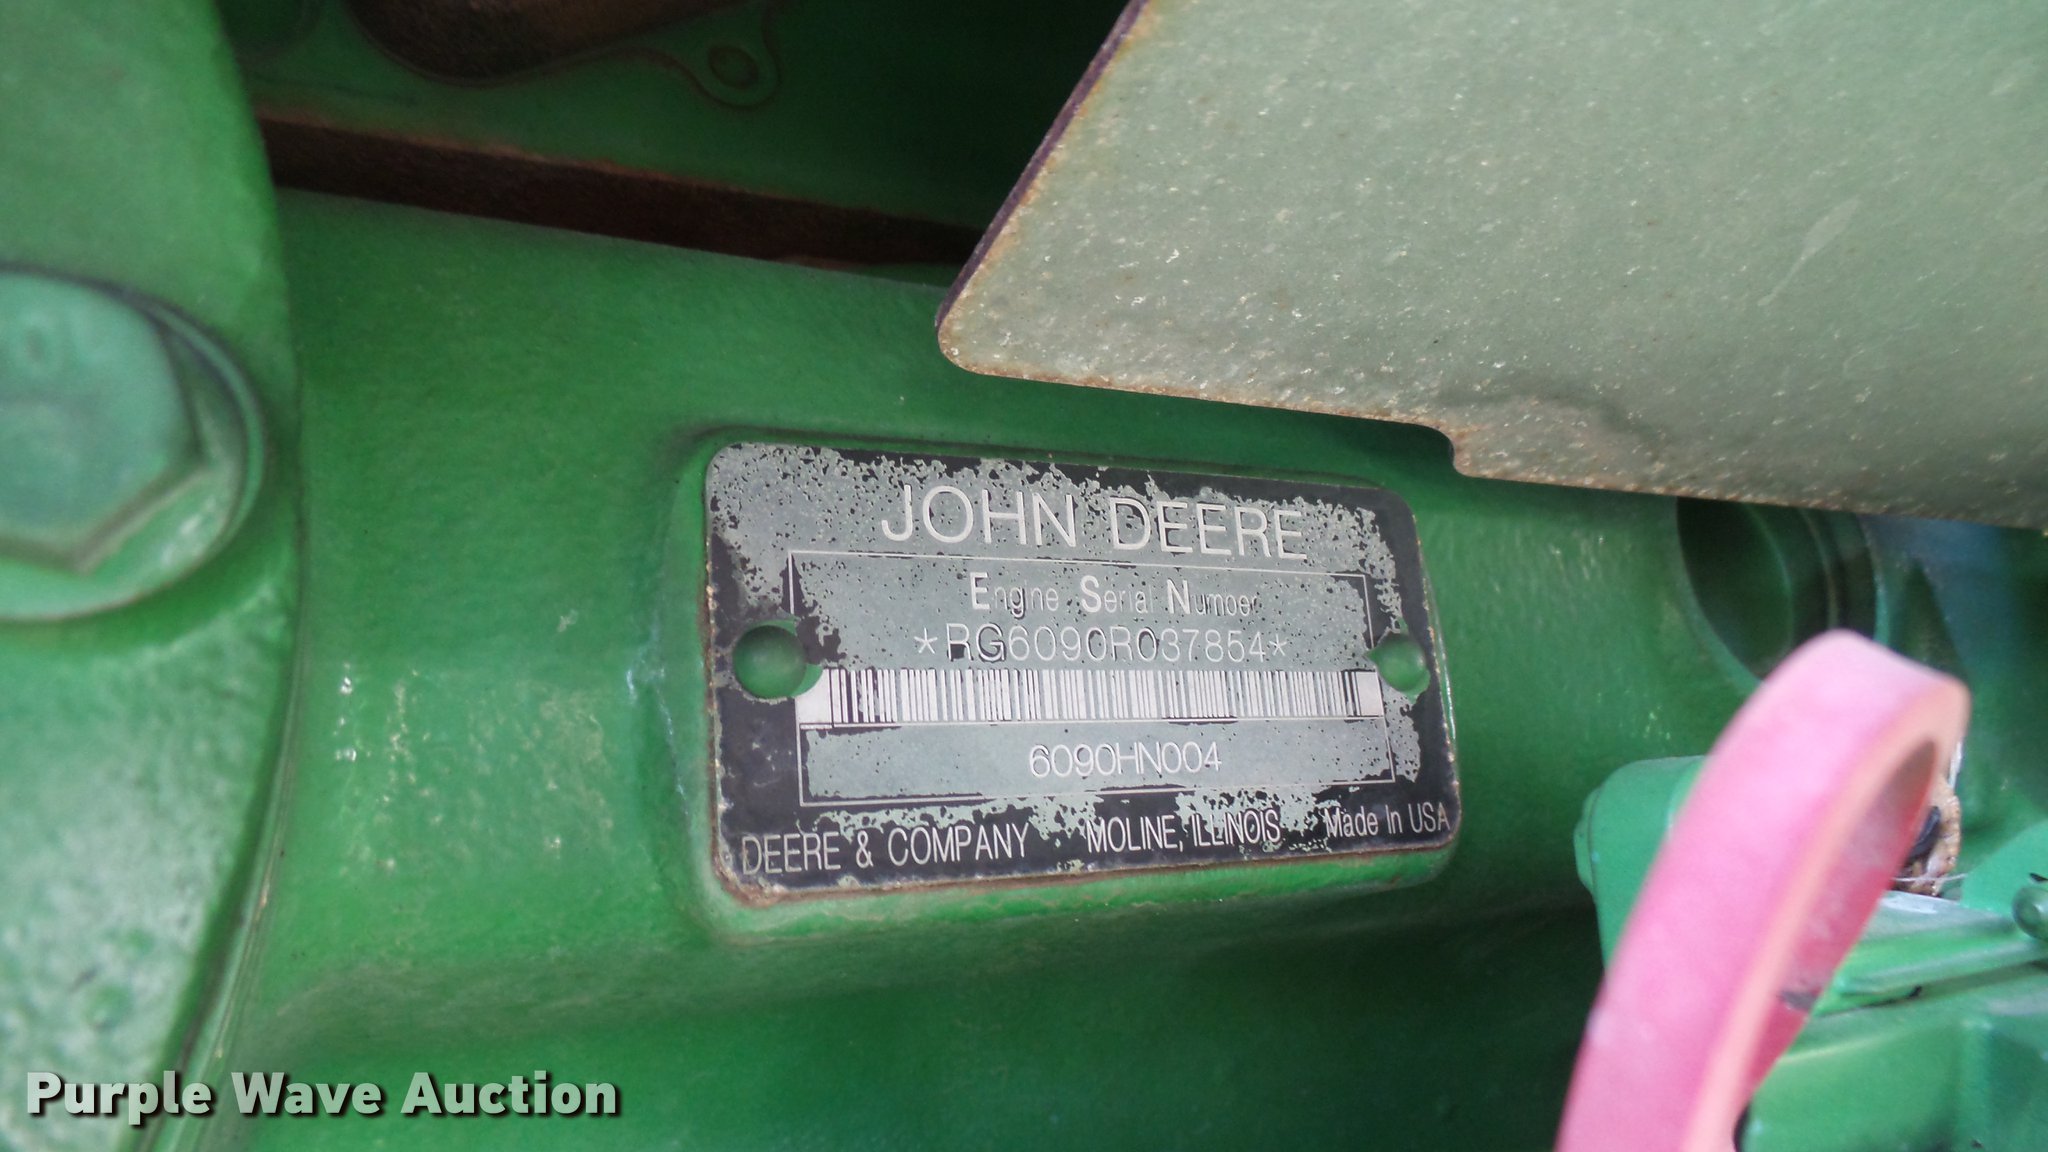 JOHN DEERE
Engine Serial Number
*RG6090R037854*
6090HN004
DEERE & COMPANY MOLINE, ILLINOIS Made In USA
Purple Wave Auction